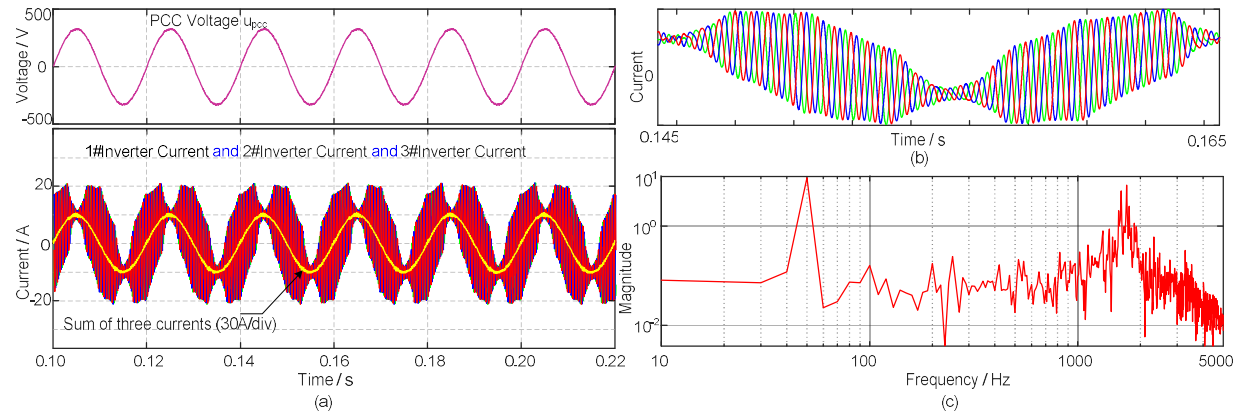 PCC Voltage upcc
Voltage / V
500
0
-500
1#Inverter Current and 2#Inverter Current and 3#Inverter Current
Current / A
20
0
-20
Sum of three currents (30A/div)
0.10 0.12 0.14 0.16 0.18 0.20 0.22
Time / s
(a)
Current
0
0.145 0.165
Time / s
(b)
Magnitude
10^1
10^0
10^-2
10 100 1000 5000
Frequency / Hz
(c)